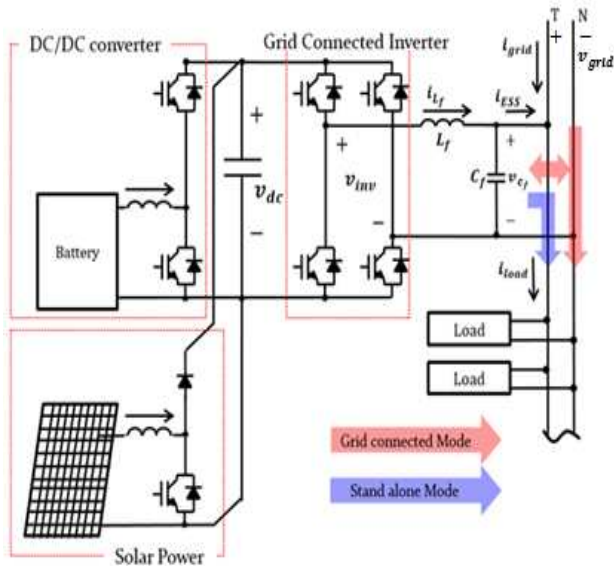 DC/DC converter
Grid Connected Inverter
T
N
+
−
i_grid
v_grid
i_Lf
i_ESS
L_f
+
v_dc
−
+
v_inv
−
C_f
+
v_cf
−
Battery
i_load
Load
Load
Grid connected Mode
Stand alone Mode
Solar Power